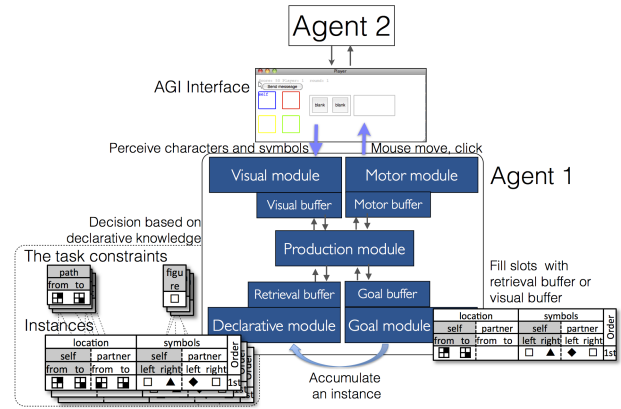 Agent 2
AGI Interface
Player
Send message
Self
blank
blank
Perceive characters and symbols
Mouse move, click
Visual module
Motor module
Agent 1
Visual buffer
Motor buffer
Decision based on
declarative knowledge
Production module
The task constraints
path
from to
figu
re
Retrieval buffer
Goal buffer
Fill slots with
retrieval buffer or
visual buffer
Declarative module
Goal module
Instances
location
symbols
Order
self
partner
self
partner
from to
from to
left right
left right
1st
location
symbols
Order
self
partner
self
partner
from to
from to
left right
left right
1st
Accumulate
an instance